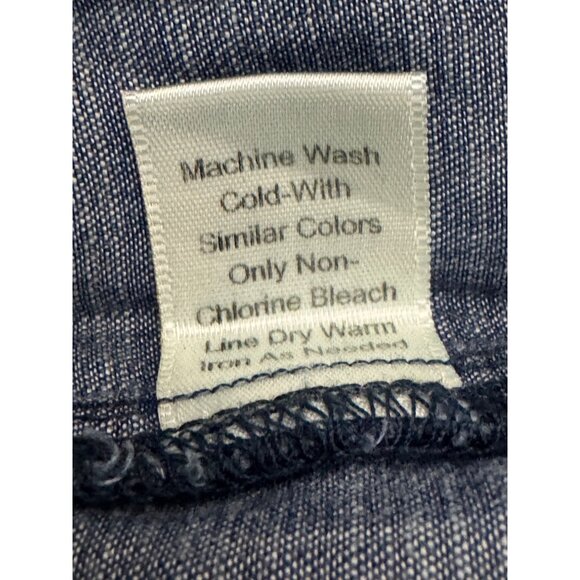 Machine Wash
Cold-With
Similar Colors
Only Non-
Chlorine Bleach
Line Dry Warm
Iron As Needed